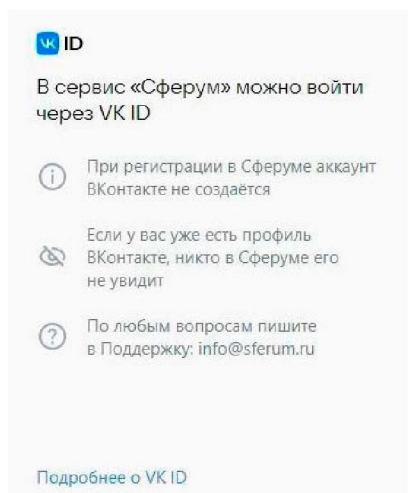 VK ID
В сервис «Сферум» можно войти
через VK ID
При регистрации в Сферуме аккаунт
ВКонтакте не создаётся
Если у вас уже есть профиль
ВКонтакте, никто в Сферуме его
не увидит
По любым вопросам пишите
в Поддержку: info@sferum.ru
Подробнее о VK ID